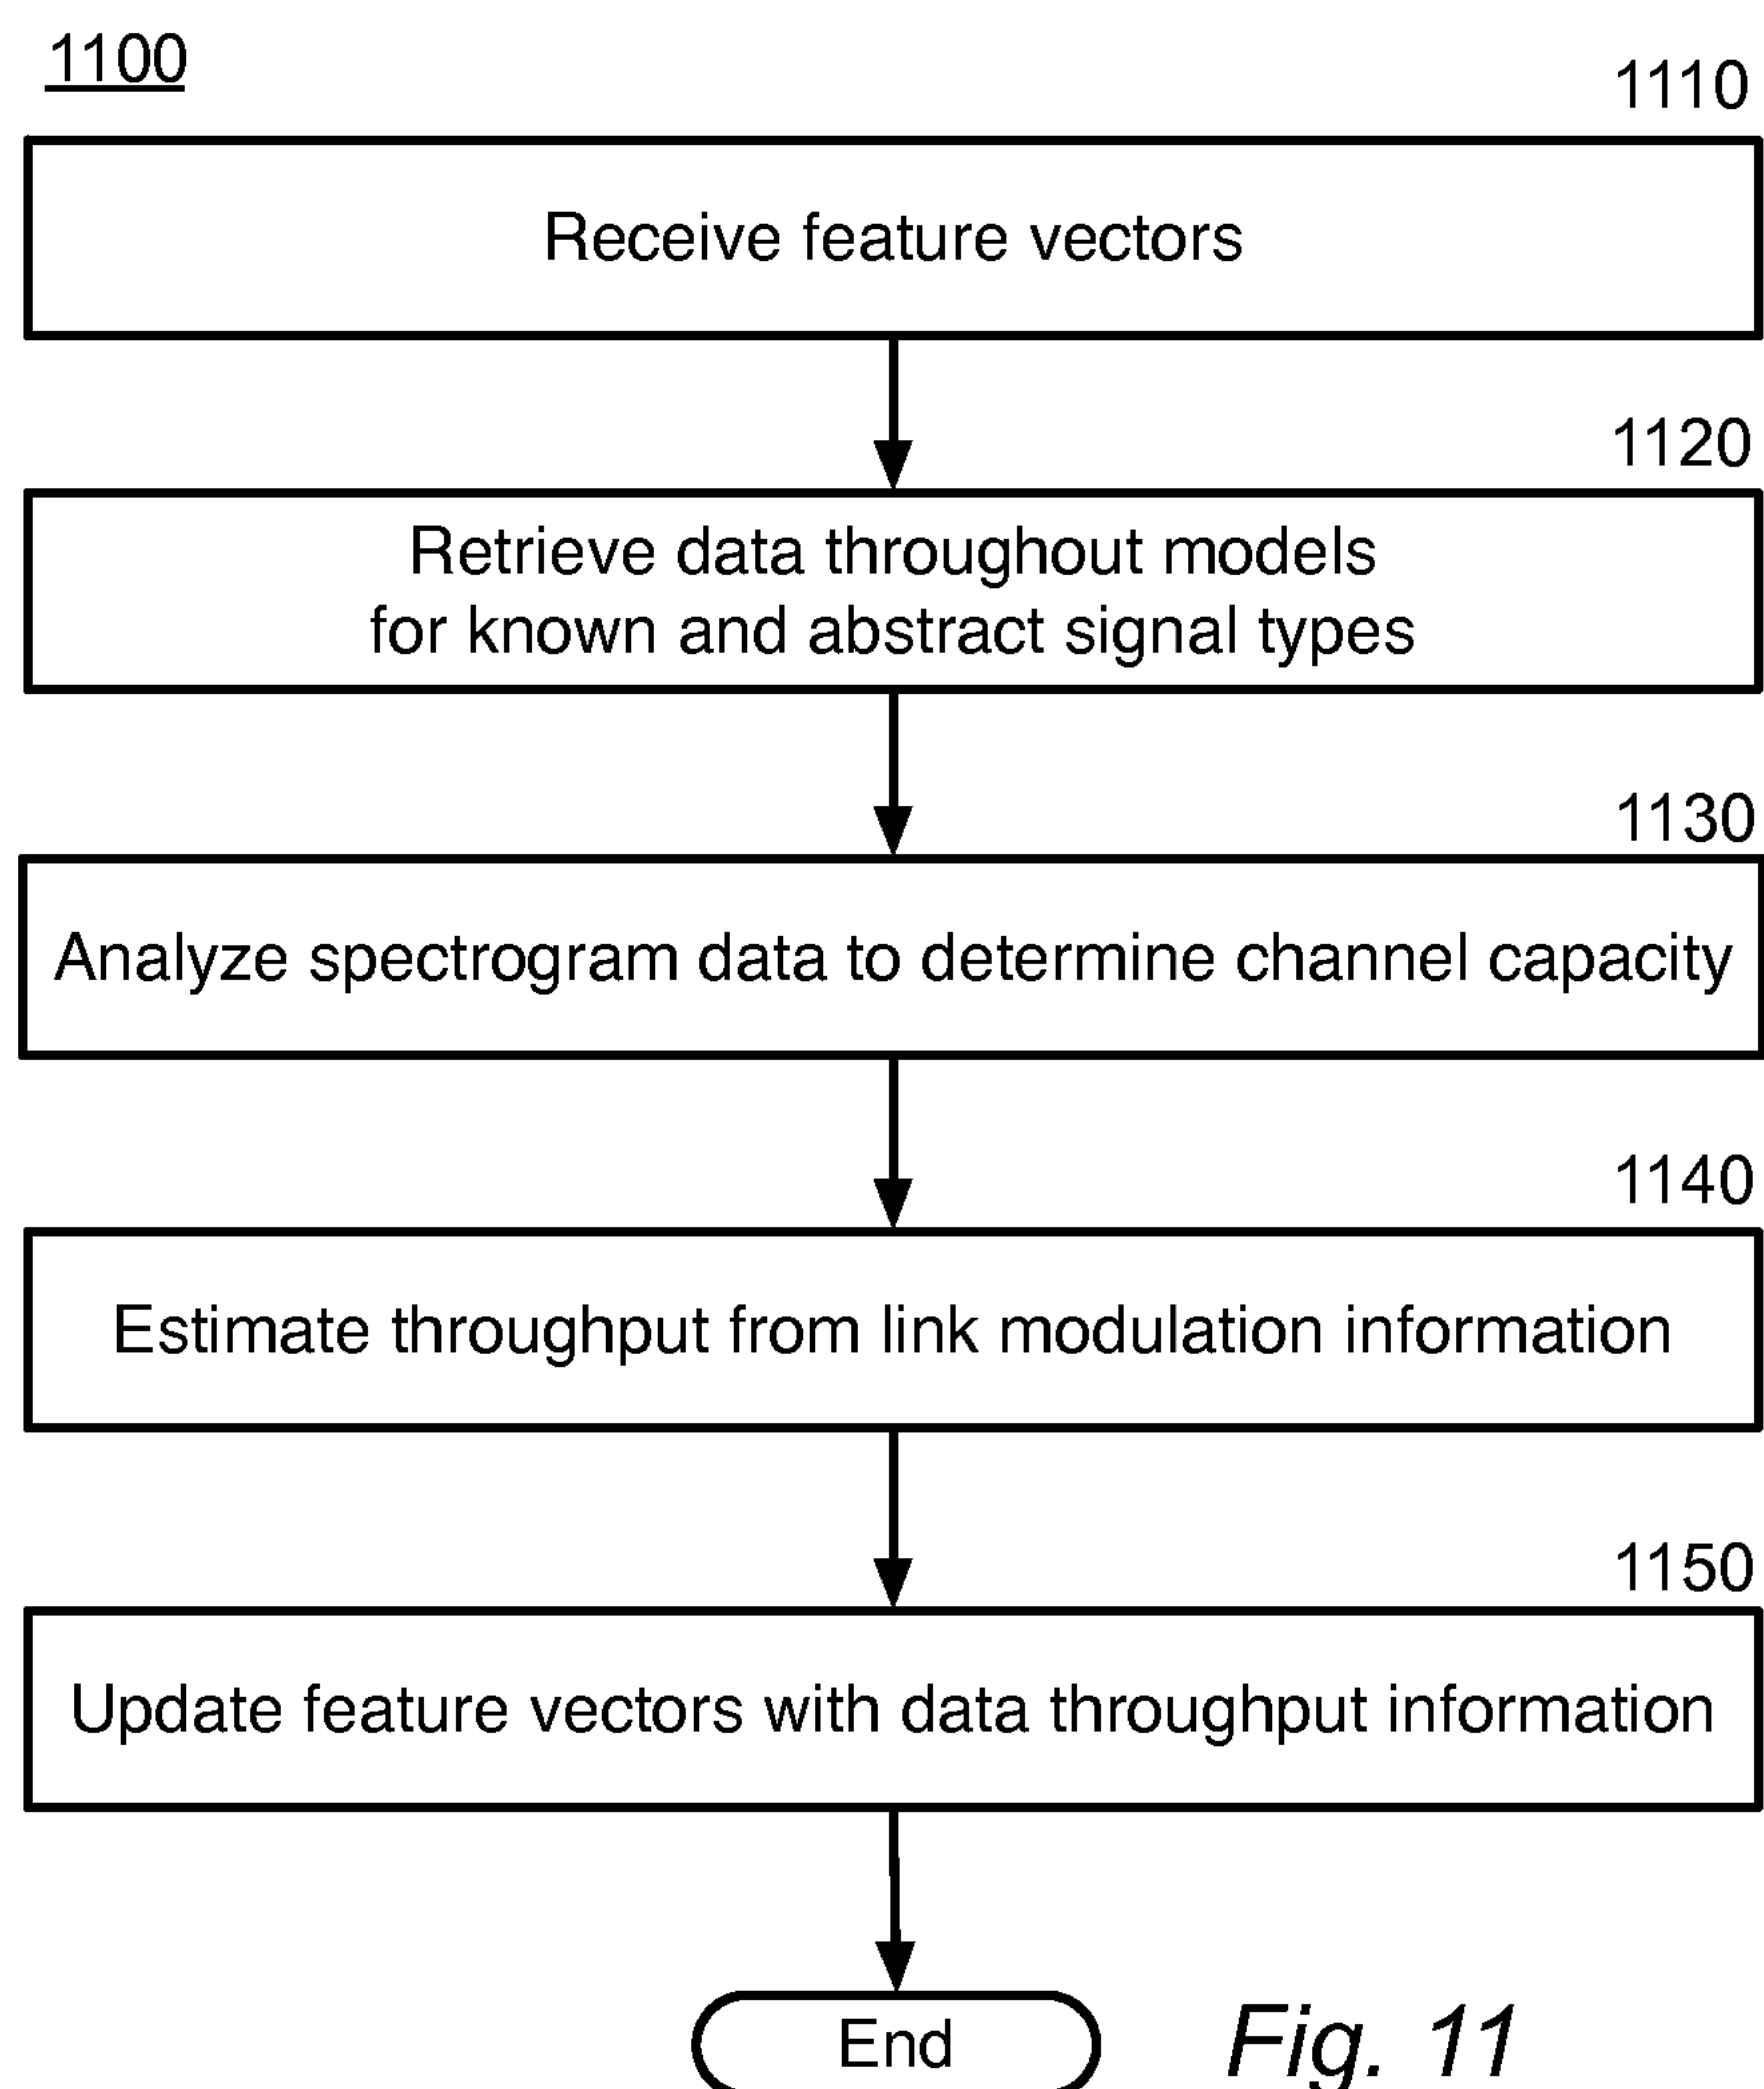 1100
1110
Receive feature vectors
1120
Retrieve data throughout models
for known and abstract signal types
1130
Analyze spectrogram data to determine channel capacity
1140
Estimate throughput from link modulation information
1150
Update feature vectors with data throughput information
End
Fig. 11